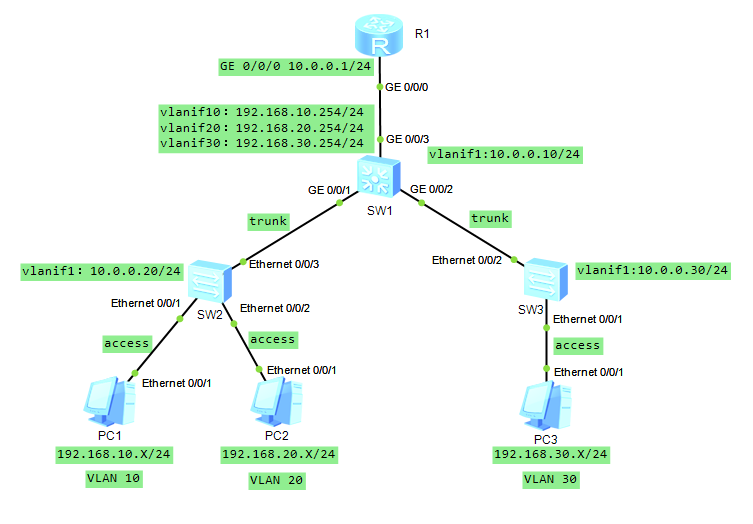 R1
R
GE 0/0/0 10.0.0.1/24
GE 0/0/0
vlanif10: 192.168.10.254/24
vlanif20: 192.168.20.254/24
vlanif30: 192.168.30.254/24
GE 0/0/3
vlanif1:10.0.0.10/24
GE 0/0/1
GE 0/0/2
SW1
trunk
trunk
Ethernet 0/0/3
Ethernet 0/0/2
vlanif1: 10.0.0.20/24
vlanif1:10.0.0.30/24
Ethernet 0/0/1
Ethernet 0/0/2
SW2
SW3
Ethernet 0/0/1
access
access
access
Ethernet 0/0/1
Ethernet 0/0/1
Ethernet 0/0/1
PC1
PC2
PC3
192.168.10.X/24
192.168.20.X/24
192.168.30.X/24
VLAN 10
VLAN 20
VLAN 30